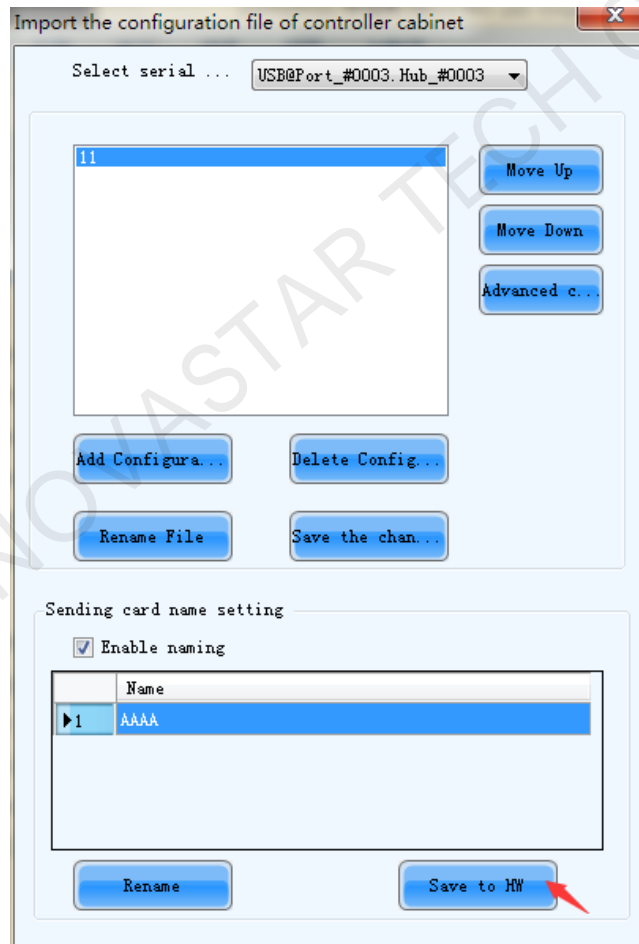 Import the configuration file of controller cabinet
Select serial ... USB@Port_#0003.Hub_#0003
11
Move Up
Move Down
Advanced c...
Add Configura... Delete Config...
Rename File Save the chan...
Sending card name setting
Enable naming
Name
1 AAAA
Rename Save to HW
NOVASTAR TECH